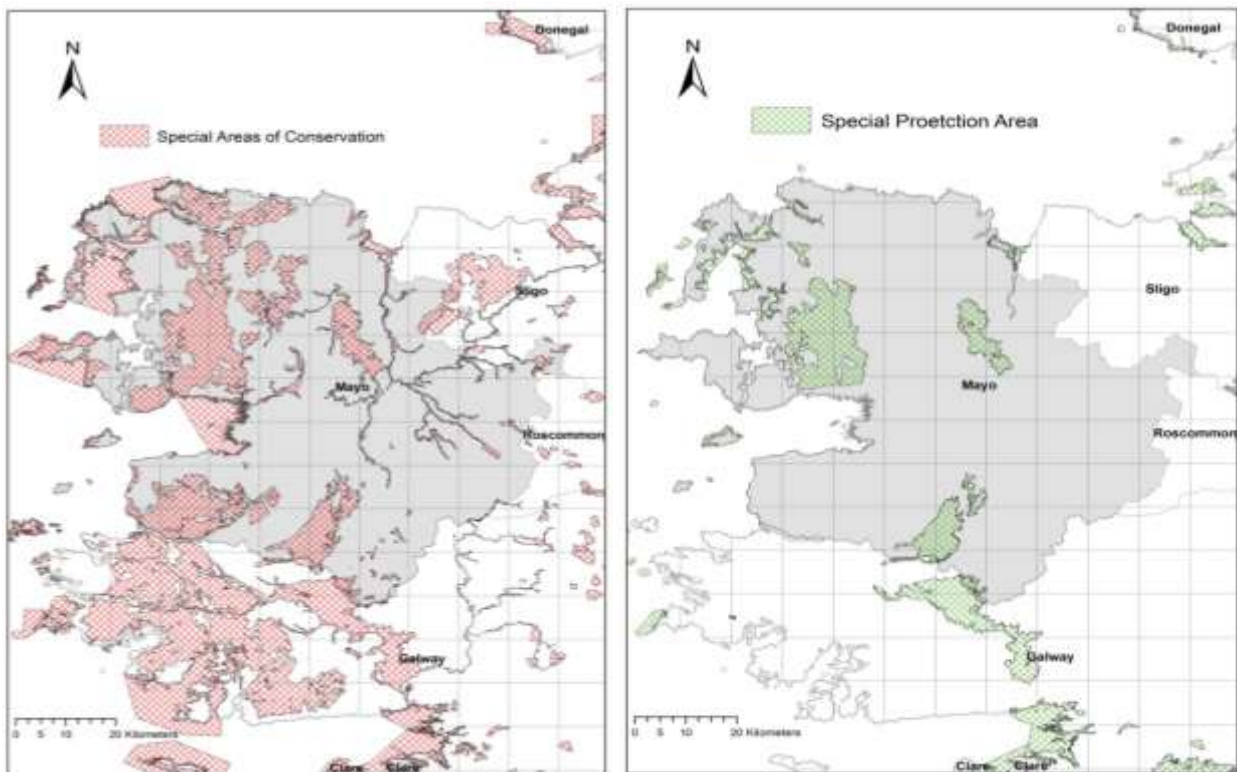 Donegal
N
Special Areas of Conservation
Sligo
Mayo
Roscommon
Galway
0 5 10 20 Kilometers
Clare Clare
Donegal
N
Special Proetction Area
Sligo
Mayo
Roscommon
Galway
0 5 10 20 Kilometers
Clare Clare